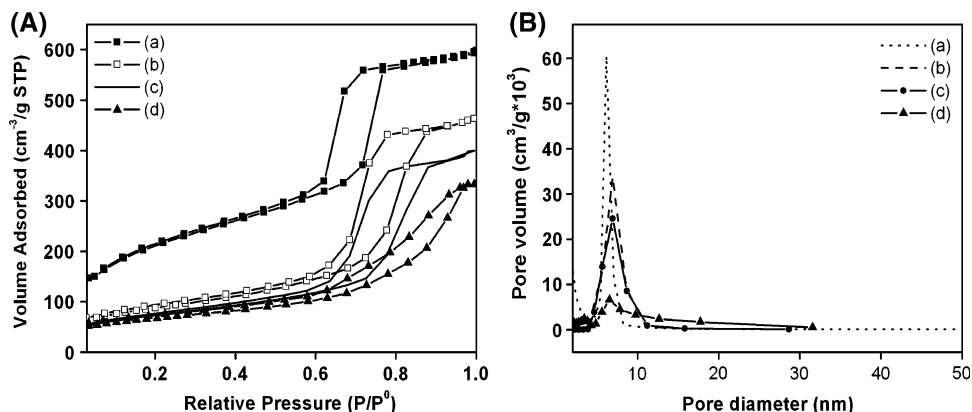 (A)
(a)
(b)
(c)
(d)
600
500
400
300
200
100
0
0.2 0.4 0.6 0.8 1.0
Volume Adsorbed (cm⁻³/g STP)
Relative Pressure (P/P⁰)
(B)
(a)
(b)
(c)
(d)
60
50
40
30
20
10
0
10 20 30 40 50
Pore volume (cm³/g*10³)
Pore diameter (nm)